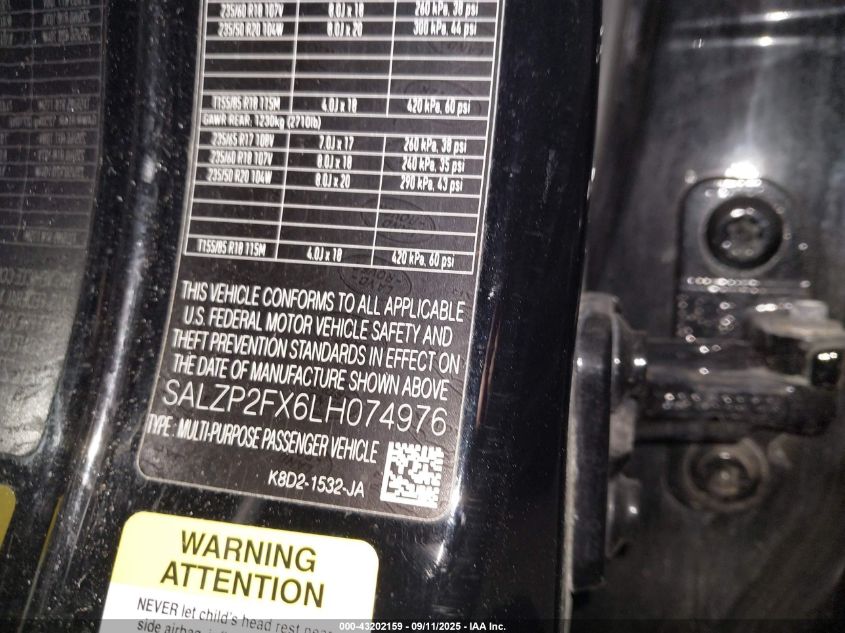 235/60 R18 107V 8.0J x 18 260 kPa, 38 psi
235/50 R20 104W 8.0J x 20 300 kPa, 44 psi
T155/85 R18 115M 4.0J x 18 420 kPa, 60 psi
GAWR REAR: 1230kg (2710lb)
235/65 R17 108V 7.0J x 17 260 kPa, 38 psi
235/60 R18 107V 8.0J x 18 240 kPa, 35 psi
235/50 R20 104W 8.0J x 20 290 kPa, 43 psi
T155/85 R18 115M 4.0J x 18 420 kPa, 60 psi
THIS VEHICLE CONFORMS TO ALL APPLICABLE
U.S. FEDERAL MOTOR VEHICLE SAFETY AND
THEFT PREVENTION STANDARDS IN EFFECT ON
THE DATE OF MANUFACTURE SHOWN ABOVE
SALZP2FX6LH074976
TYPE: MULTI-PURPOSE PASSENGER VEHICLE
K8D2-1532-JA
WARNING
ATTENTION
NEVER let child's head rest near
side airbag
000-43202159 - 09/11/2025 - IAA Inc.